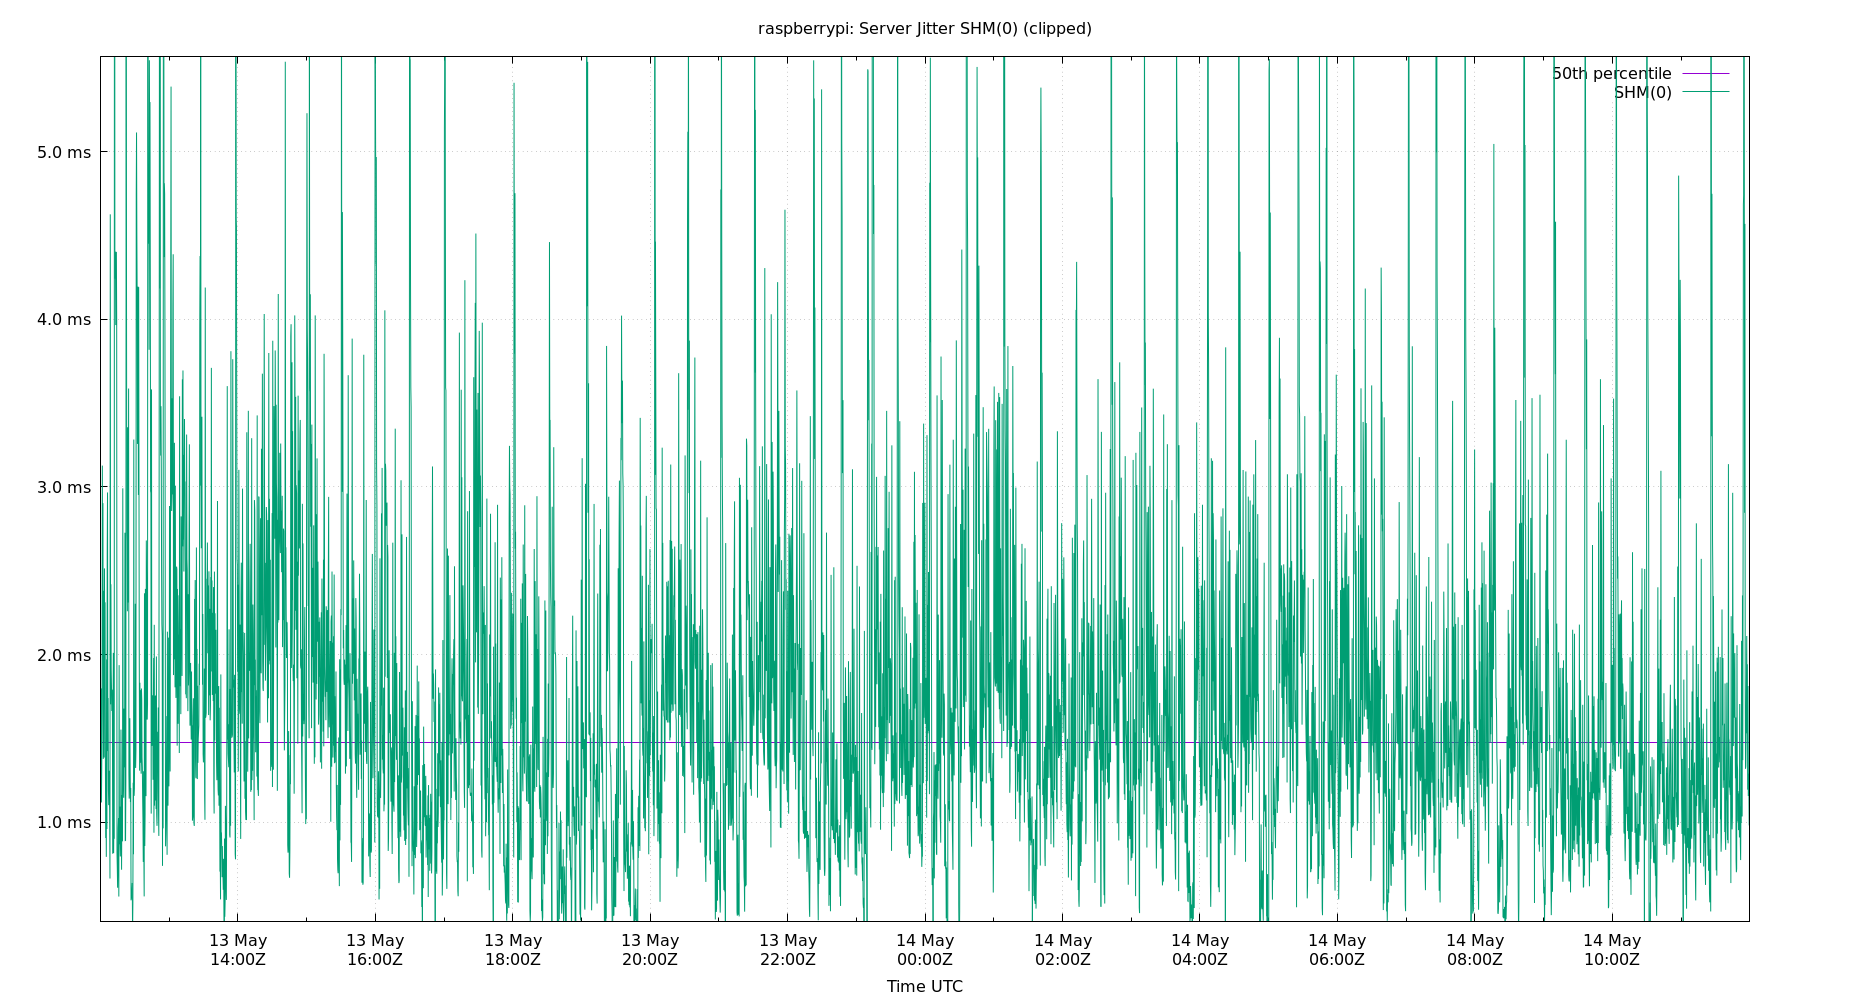 raspberrypi: Server Jitter SHM(0) (clipped)
50th percentile
SHM(0)
5.0 ms
4.0 ms
3.0 ms
2.0 ms
1.0 ms
13 May 13 May 13 May 13 May 13 May 14 May 14 May 14 May 14 May 14 May 14 May
14:00Z 16:00Z 18:00Z 20:00Z 22:00Z 00:00Z 02:00Z 04:00Z 06:00Z 08:00Z 10:00Z
Time UTC